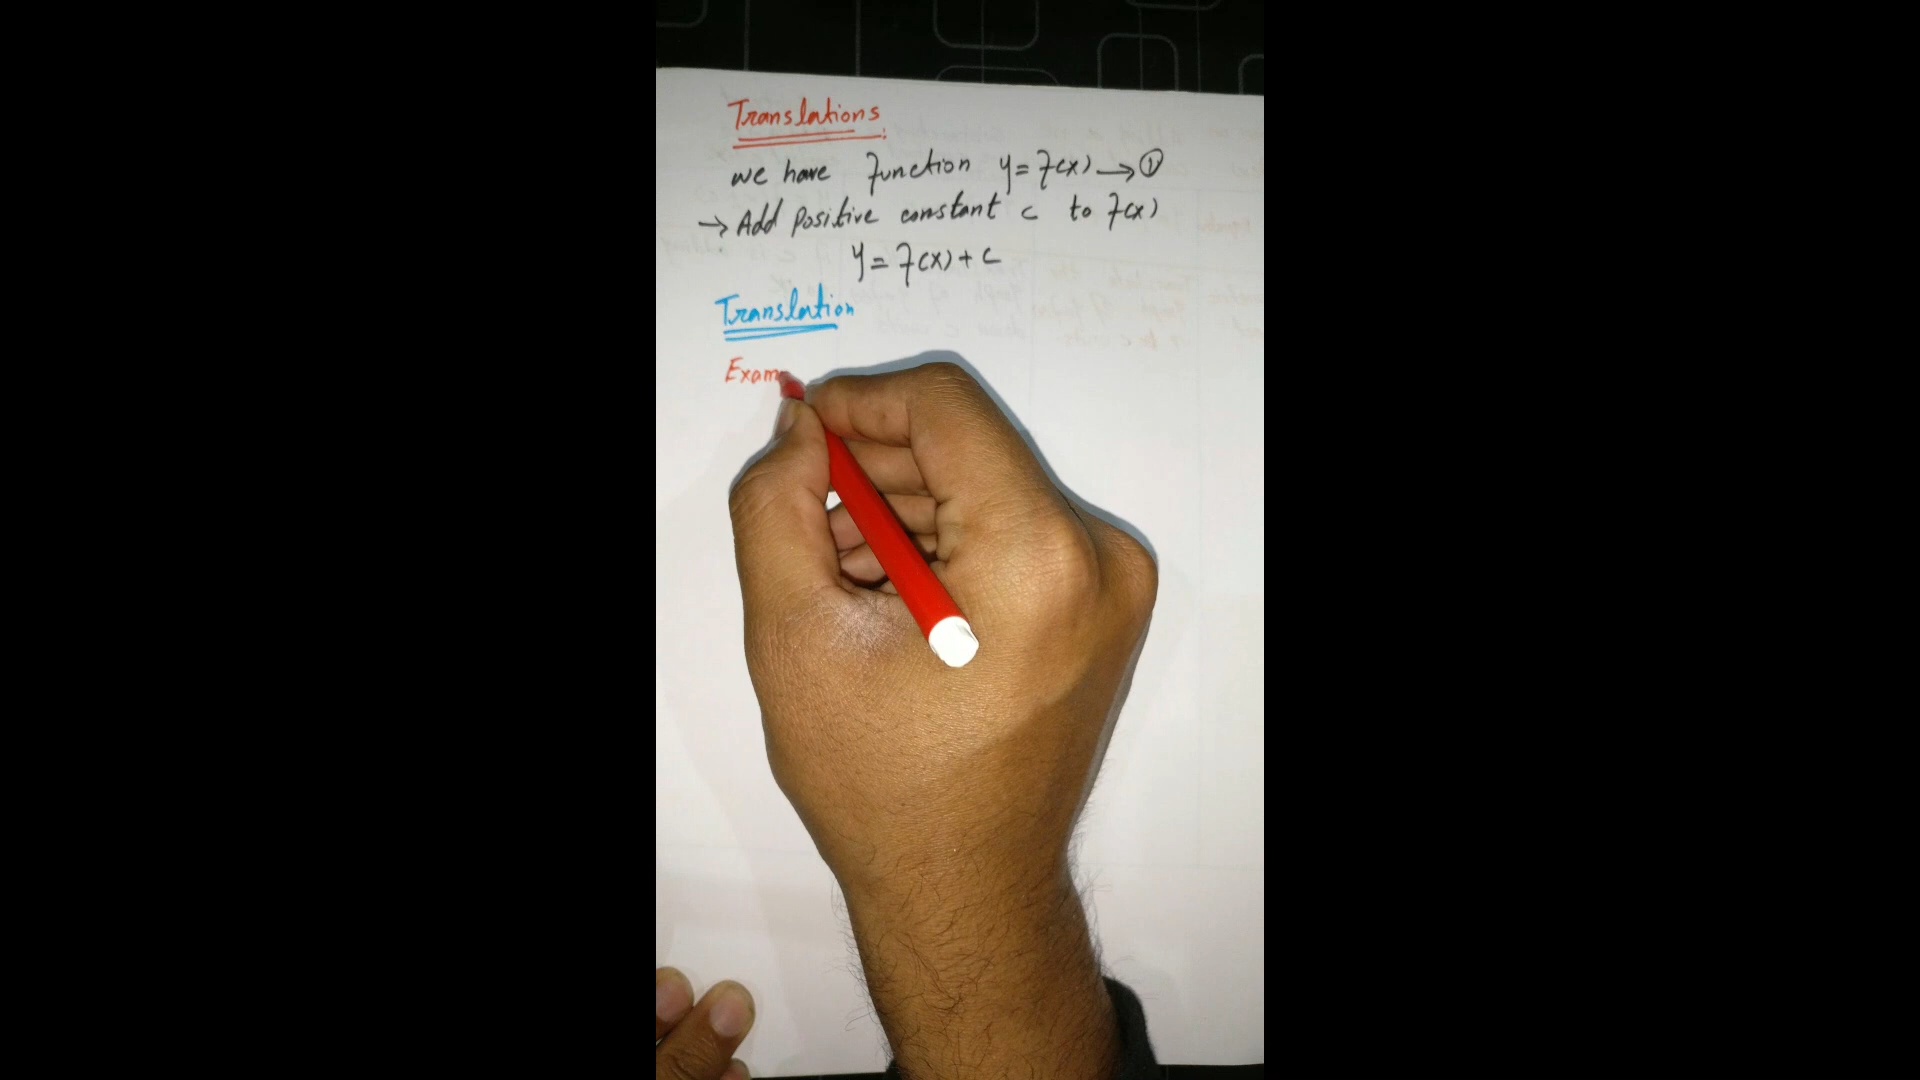 Translations:
we have function y = f(x) → ①
→ Add positive constant c to f(x)
y = f(x) + c
Translation
Exam